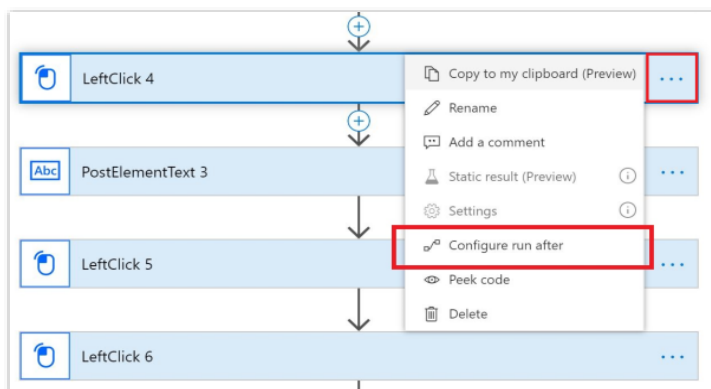 LeftClick 4
...
Copy to my clipboard (Preview)
Rename
Add a comment
Static result (Preview)
Settings
Configure run after
Peek code
Delete
Abc PostElementText 3
...
LeftClick 5
...
LeftClick 6
...